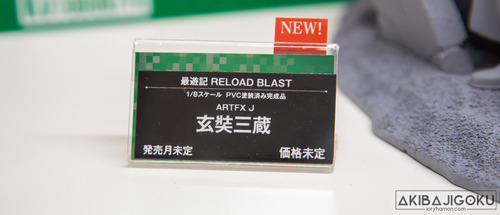 NEW!
最遊記 RELOAD BLAST
1/8スケール PVC塗装済み完成品
ARTFX J
玄奘三蔵
発売月未定
価格未定
AKIBAJIGOKU
loryhamon.com